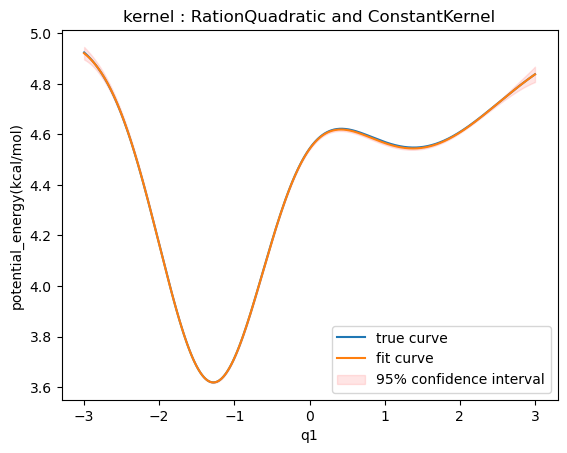 kernel : RationQuadratic and ConstantKernel
5.0
4.8
4.6
4.4
4.2
4.0
3.8
3.6
potential_energy(kcal/mol)
true curve
fit curve
95% confidence interval
−3 −2 −1 0 1 2 3
q1